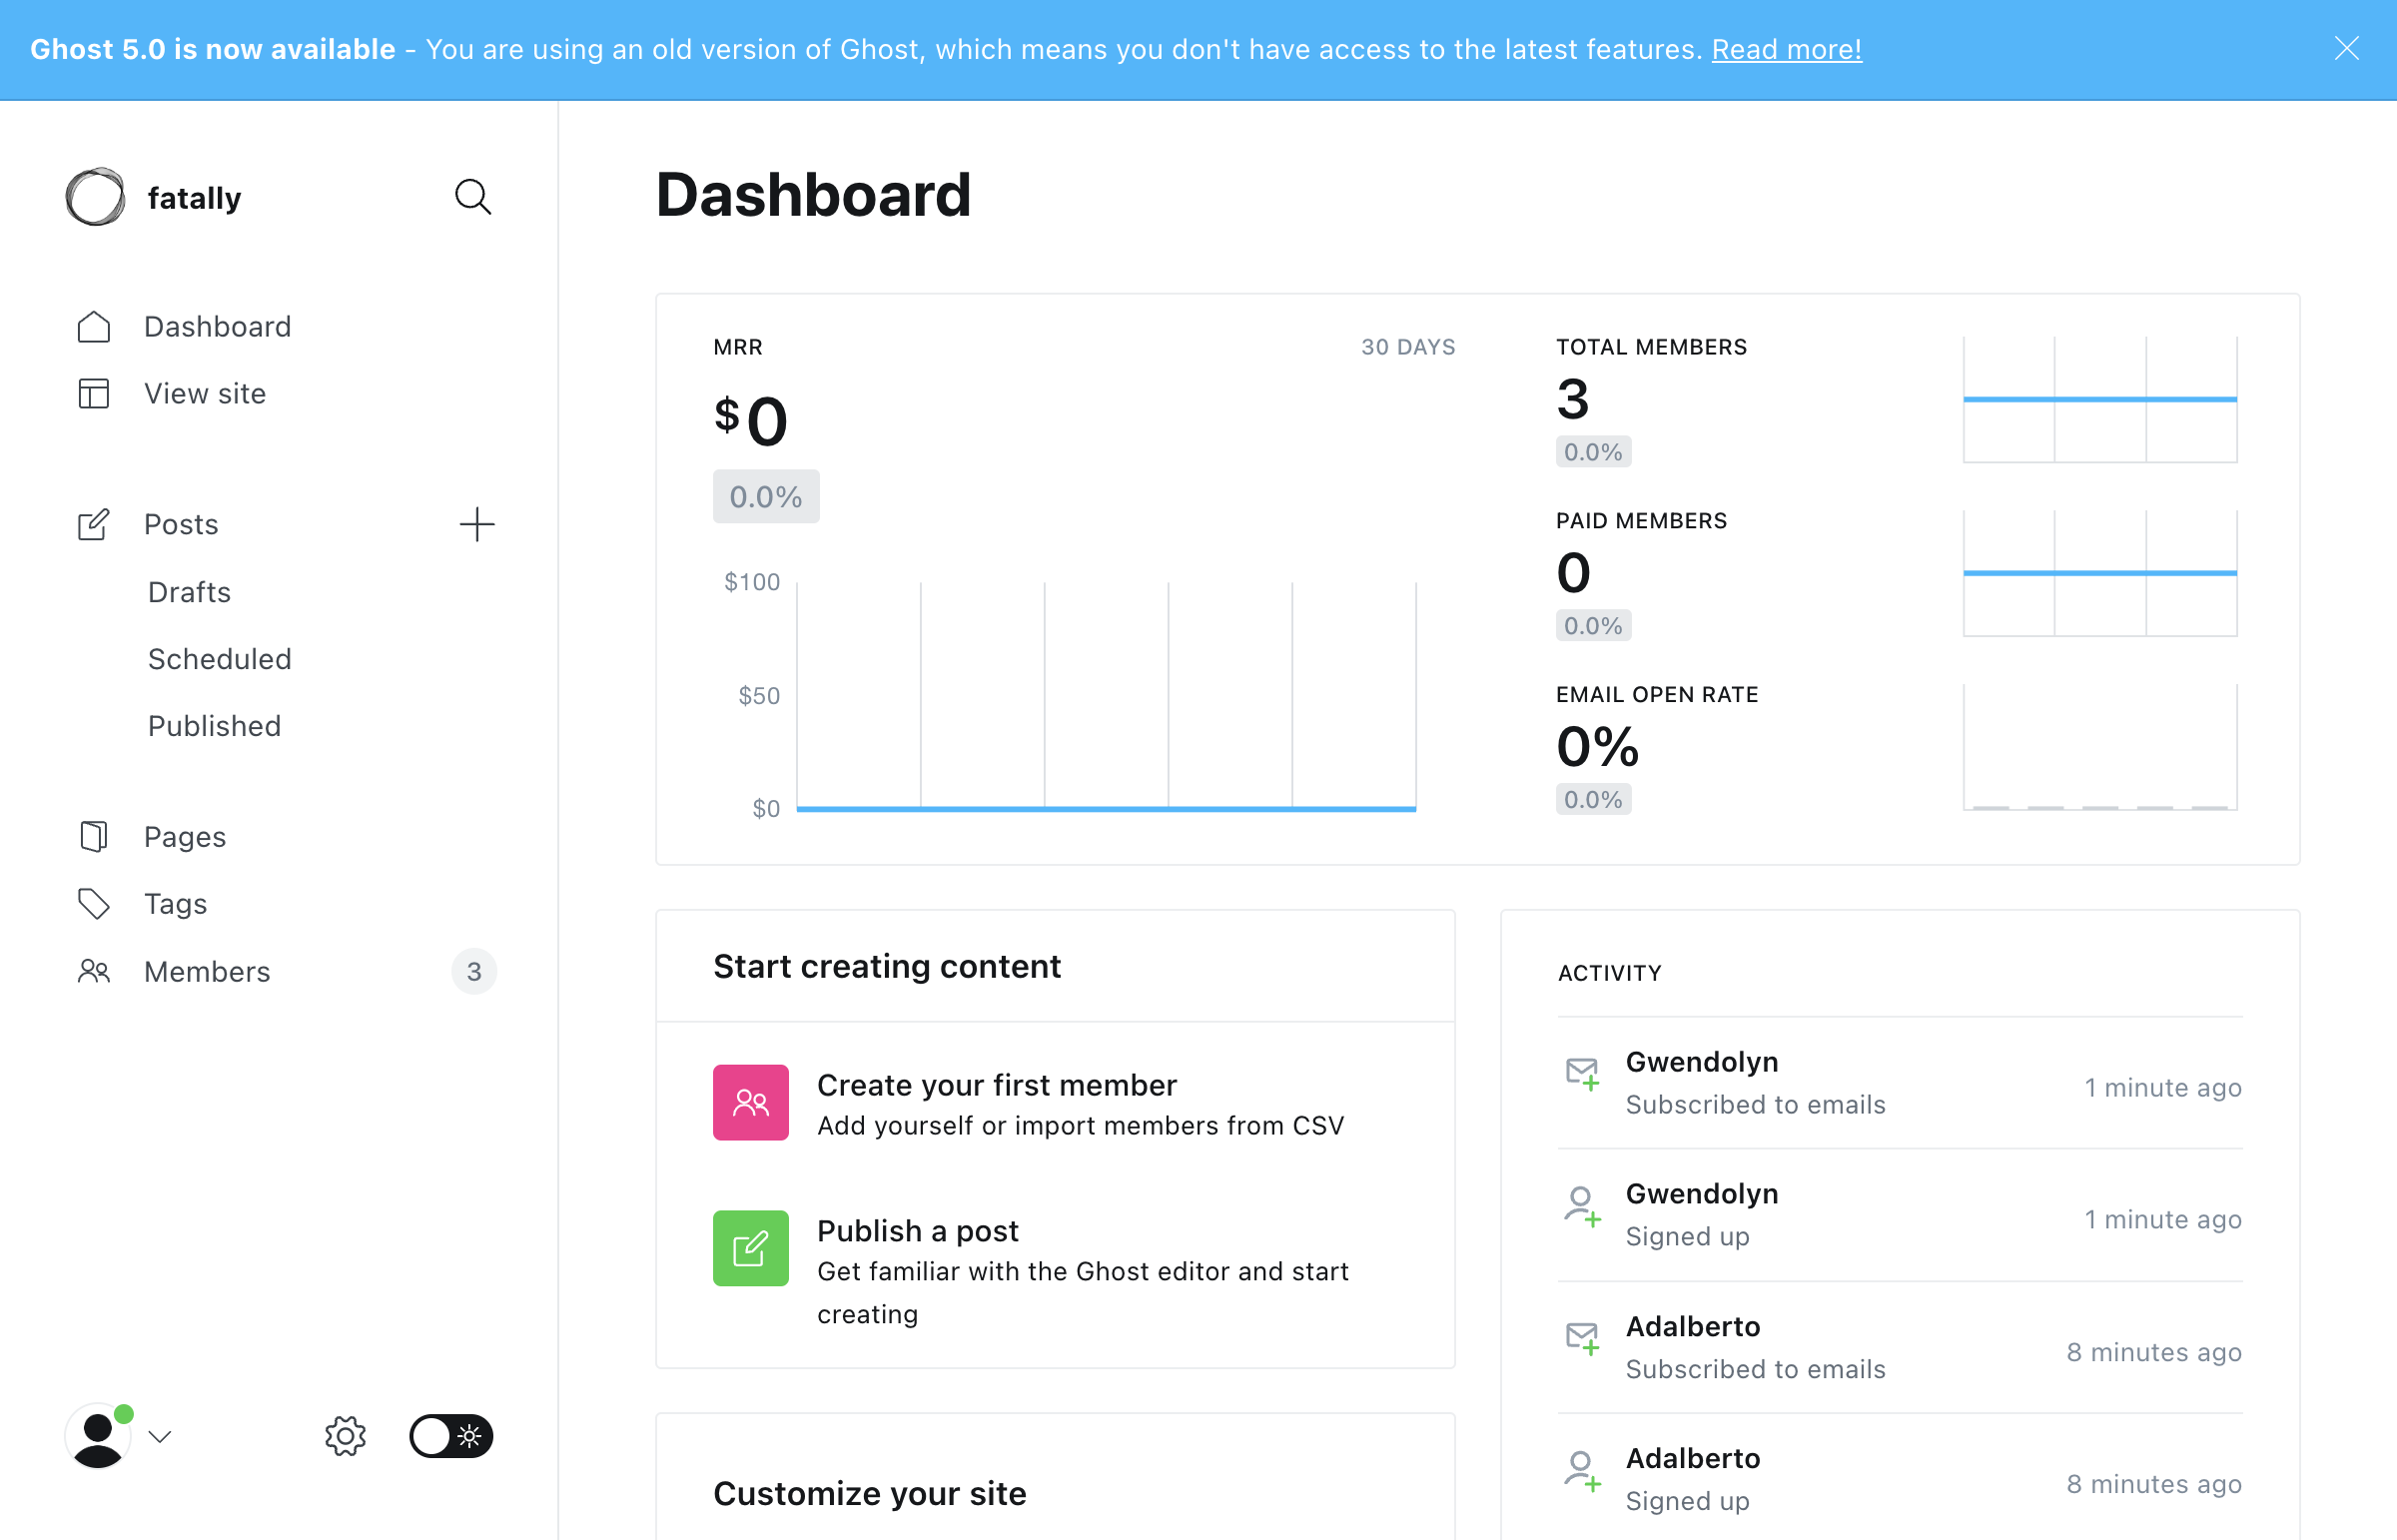 Ghost 5.0 is now available - You are using an old version of Ghost, which means you don't have access to the latest features. Read more!
fatally
Dashboard
View site
Posts
Drafts
Scheduled
Published
Pages
Tags
Members
3
Dashboard
MRR
30 DAYS
$0
0.0%
$100
$50
$0
TOTAL MEMBERS
3
0.0%
PAID MEMBERS
0
0.0%
EMAIL OPEN RATE
0%
0.0%
Start creating content
Create your first member
Add yourself or import members from CSV
Publish a post
Get familiar with the Ghost editor and start
creating
Customize your site
ACTIVITY
Gwendolyn
Subscribed to emails
1 minute ago
Gwendolyn
Signed up
1 minute ago
Adalberto
Subscribed to emails
8 minutes ago
Adalberto
Signed up
8 minutes ago